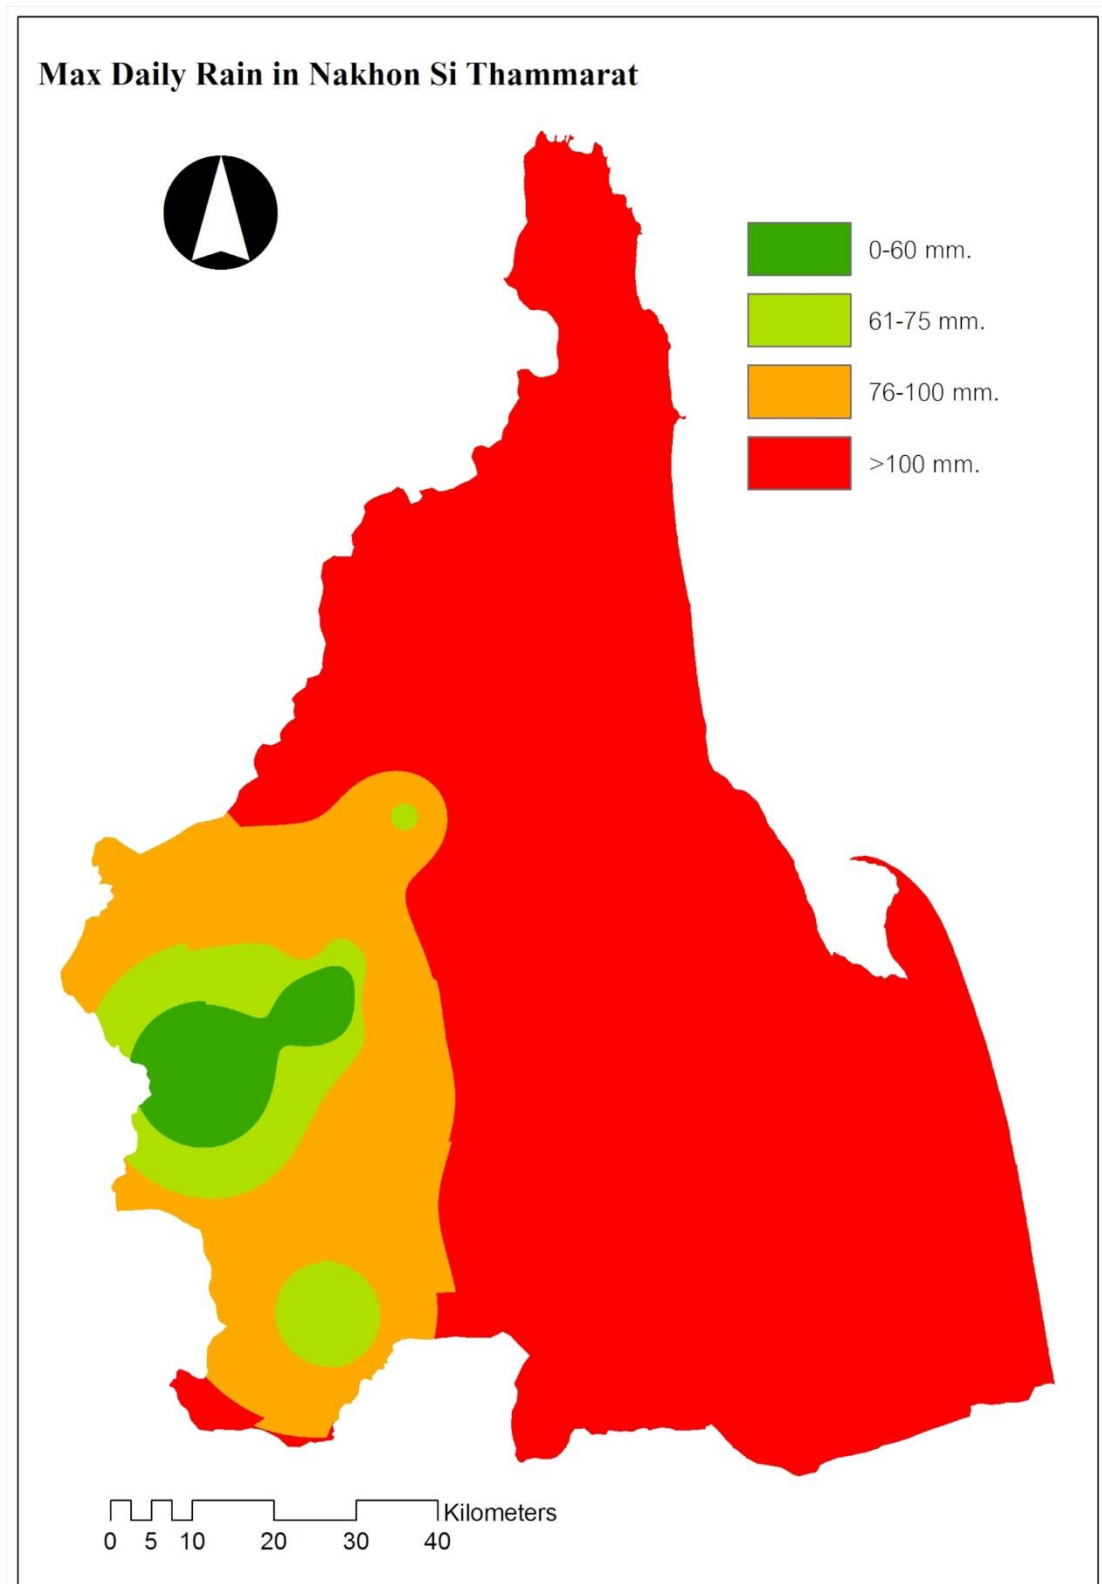 Max Daily Rain in Nakhon Si Thammarat
0-60 mm.
61-75 mm.
76-100 mm.
>100 mm.
Kilometers
0 5 10 20 30 40